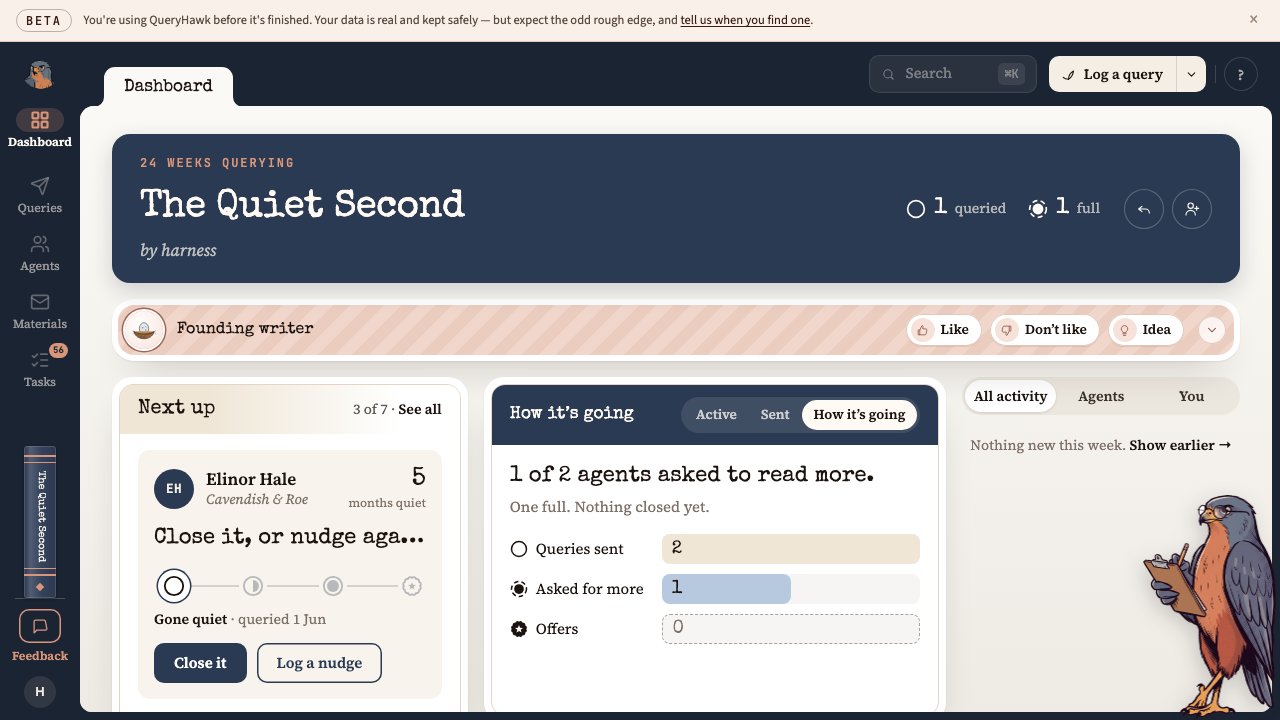 BETA You're using QueryHawk before it's finished. Your data is real and kept safely — but expect the odd rough edge, and tell us when you find one. ×
Dashboard
Search ⌘K
Log a query
?
Dashboard
Queries
Agents
Materials
56
Tasks
The Quiet Second
Feedback
H
24 WEEKS QUERYING
The Quiet Second
by harness
1 queried
1 full
Founding writer
Like
Don't like
Idea
Next up
3 of 7 · See all
EH
Elinor Hale
Cavendish & Roe
5
months quiet
Close it, or nudge aga...
Gone quiet · queried 1 Jun
Close it
Log a nudge
How it's going
Active
Sent
How it's going
1 of 2 agents asked to read more.
One full. Nothing closed yet.
Queries sent 2
Asked for more 1
Offers 0
All activity
Agents
You
Nothing new this week. Show earlier →